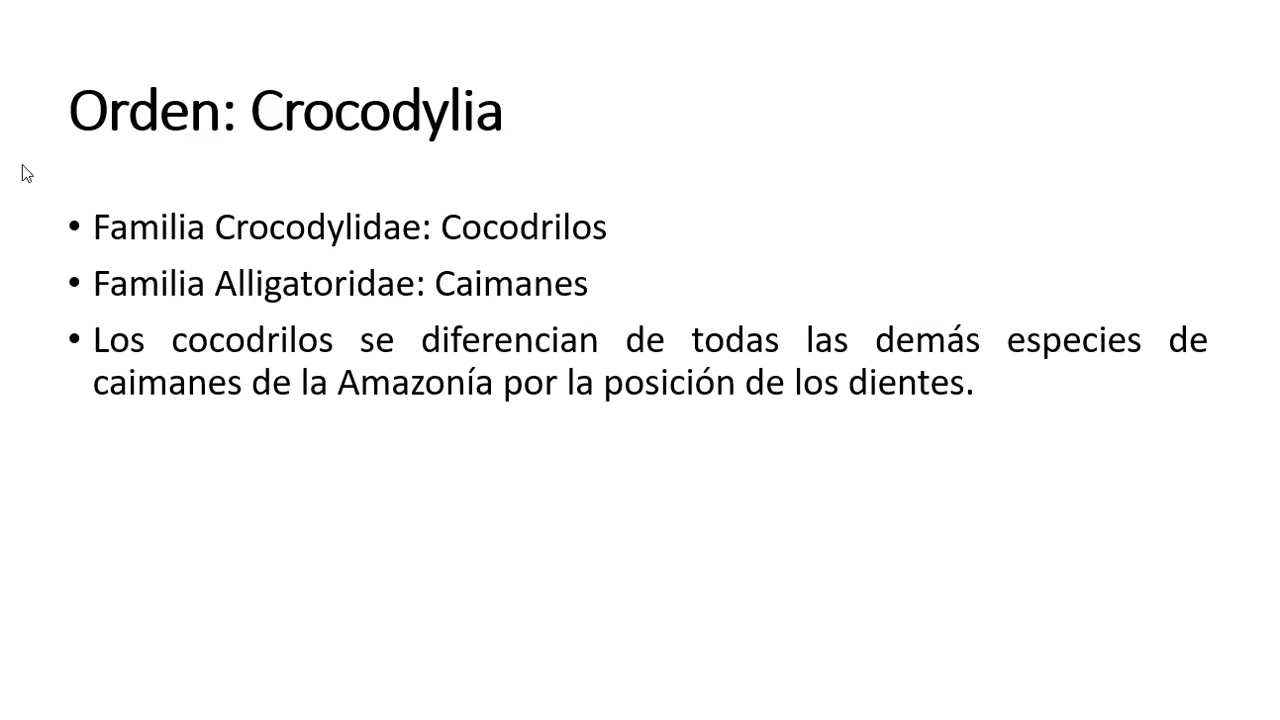 Orden: Crocodylia
• Familia Crocodylidae: Cocodrilos
• Familia Alligatoridae: Caimanes
• Los cocodrilos se diferencian de todas las demás especies de
caimanes de la Amazonía por la posición de los dientes.